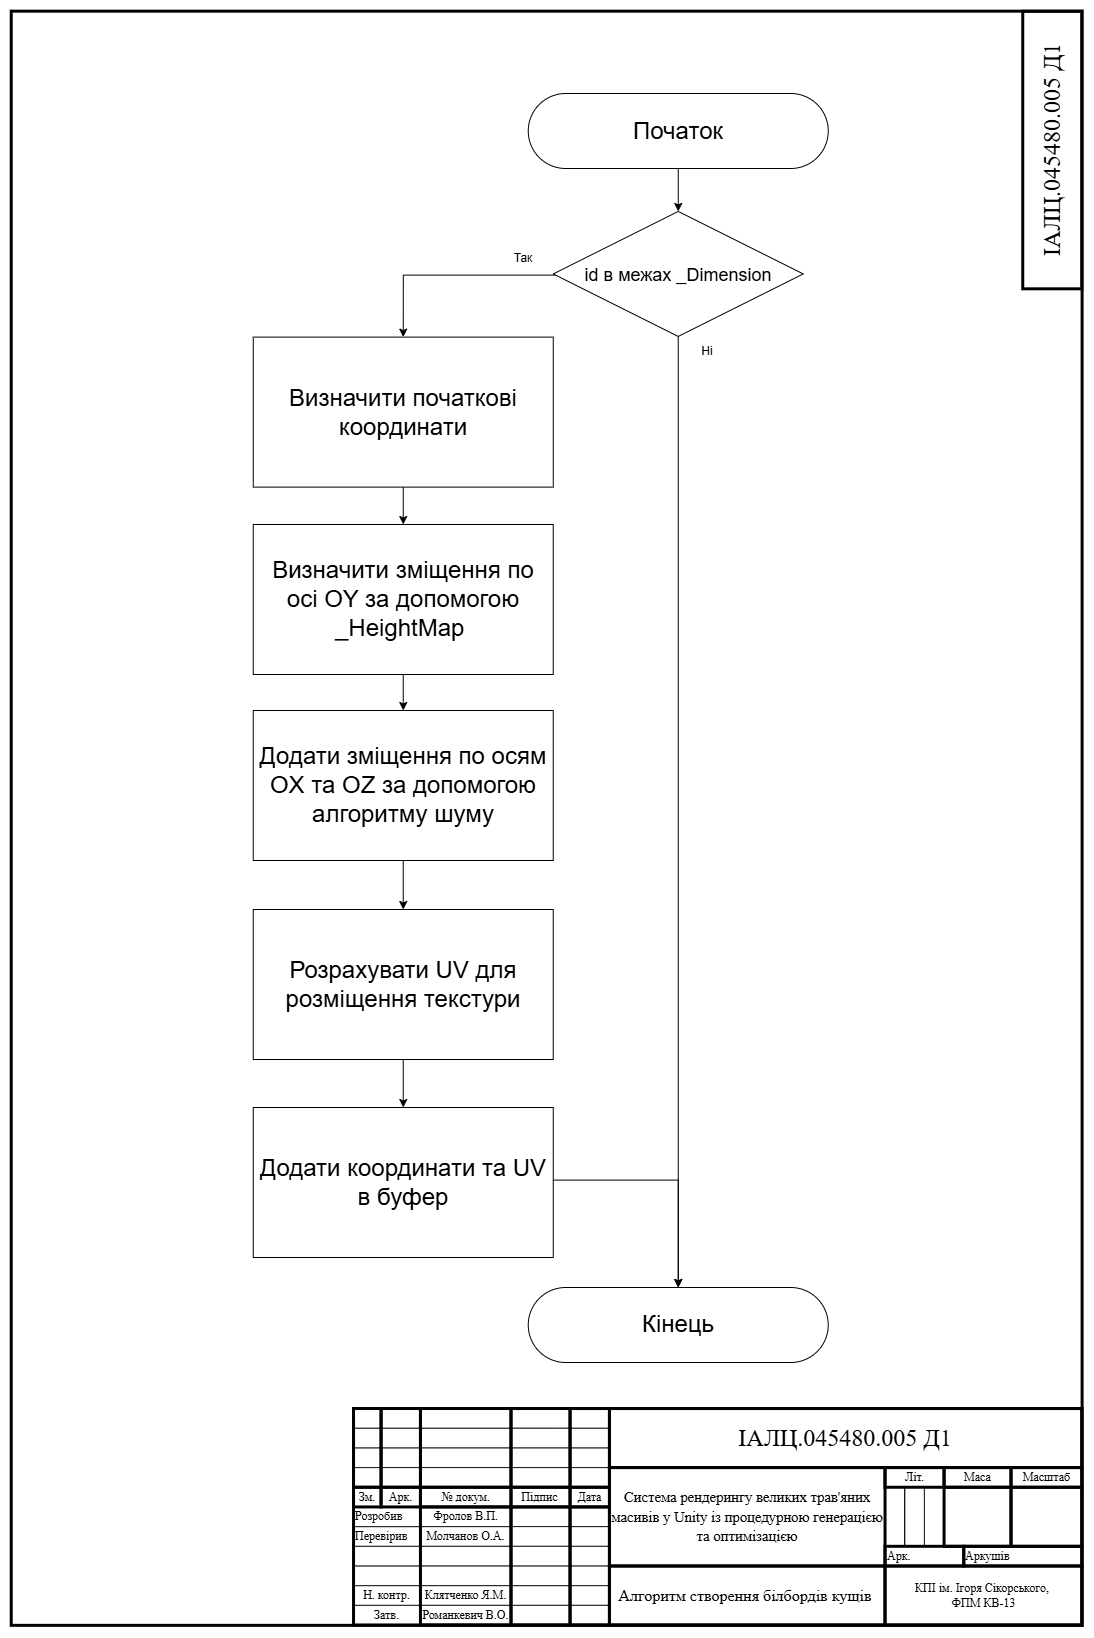 ІАЛЦ.045480.005 Д1
Початок
Так
id в межах _Dimension
Ні
Визначити початкові
координати
Визначити зміщення по
осі OY за допомогою
_HeightMap
Додати зміщення по осям
OX та OZ за допомогою
алгоритму шуму
Розрахувати UV для
розміщення текстури
Додати координати та UV
в буфер
Кінець
ІАЛЦ.045480.005 Д1
Зм. Арк. № докум. Підпис Дата
Розробив Фролов В.П.
Перевірив Молчанов О.А.
Н. контр. Клятченко Я.М.
Затв. Романкевич В.О.
Система рендерингу великих трав'яних
масивів у Unity із процедурною генерацією
та оптимізацією
Літ. Маса Масштаб
Арк. Аркушів
Алгоритм створення білбордів кущів
КПІ ім. Ігоря Сікорського,
ФПМ КВ-13